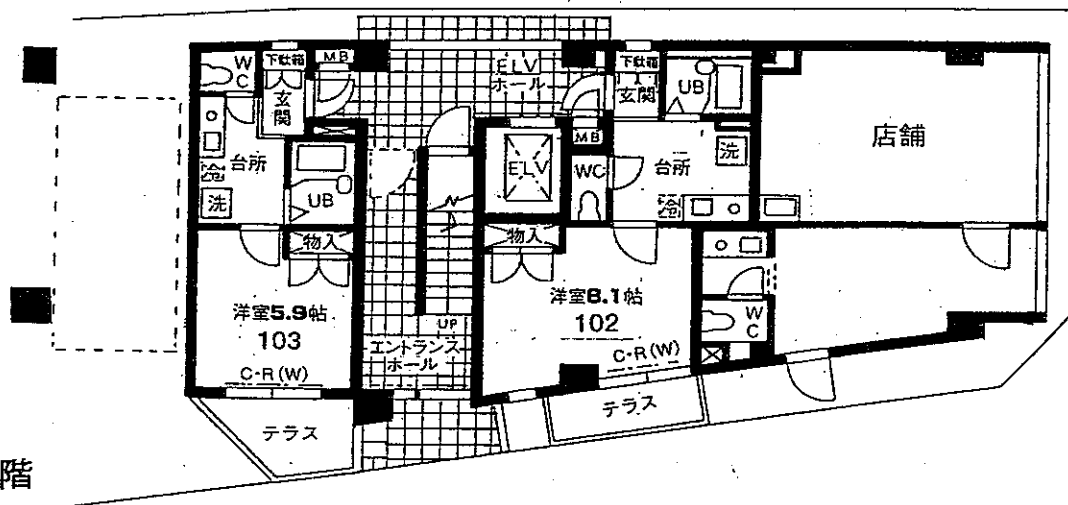 WC
下駄箱
玄関
MB
ELV
ホール
下駄箱
玄関
UB
店舗
台所
冷
洗
UB
ELV
MB
WC
台所
洗
冷
物入
物入
洋室5.9帖
103
C・R(W)
UP
エントランス
ホール
洋室8.1帖
102
C・R(W)
WC
テラス
テラス
階